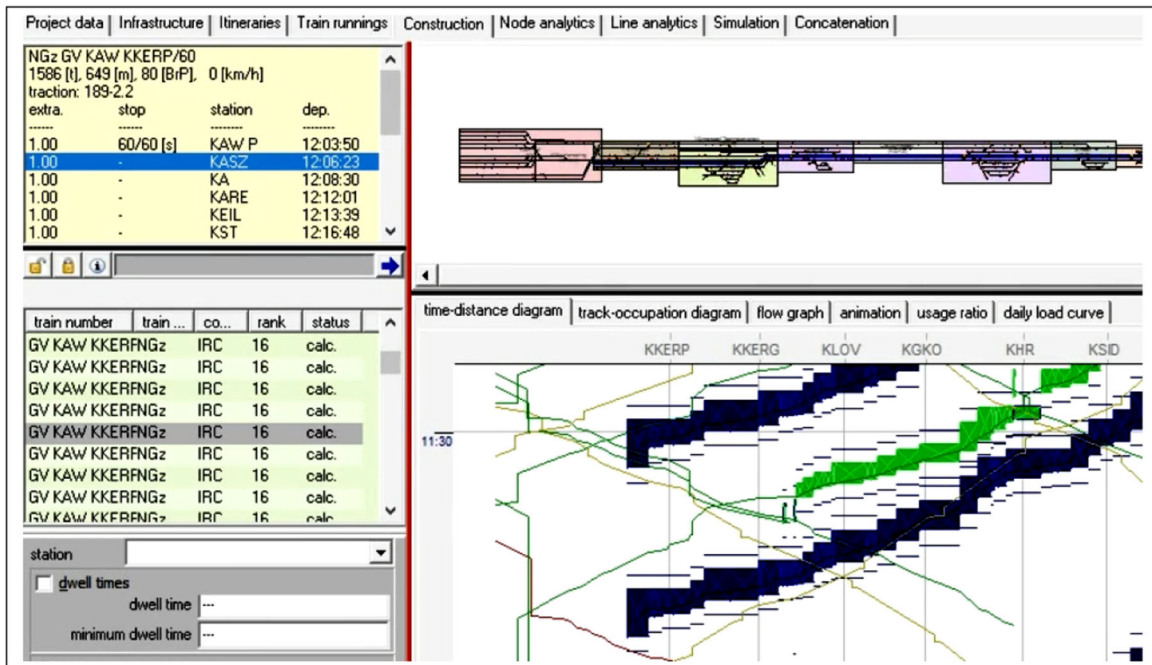 Project data Infrastructure Itineraries Train runnings Construction Node analytics Line analytics Simulation Concatenation
NGz GV KAW KKERP/60
1586 [t], 649 [m], 80 [BrP], 0 [km/h]
traction: 189-2.2
extra. stop station dep.
------ ------ -------- --------
1.00 60/60 [s] KAW P 12:03:50
1.00 - KASZ 12:06:23
1.00 - KA 12:08:30
1.00 - KARE 12:12:01
1.00 - KEIL 12:13:39
1.00 - KST 12:16:48
train number train ... co... rank status
GV KAW KKERFNGz IRC 16 calc.
GV KAW KKERFNGz IRC 16 calc.
GV KAW KKERFNGz IRC 16 calc.
GV KAW KKERFNGz IRC 16 calc.
GV KAW KKERFNGz IRC 16 calc.
GV KAW KKERFNGz IRC 16 calc.
GV KAW KKERFNGz IRC 16 calc.
GV KAW KKERFNGz IRC 16 calc.
GV KAW KKERFNGz IRC 16 calc.
station
dwell times
dwell time ---
minimum dwell time ---
time-distance diagram track-occupation diagram flow graph animation usage ratio daily load curve
KKERP KKERG KLOV KGKO KHR KSID
11:30